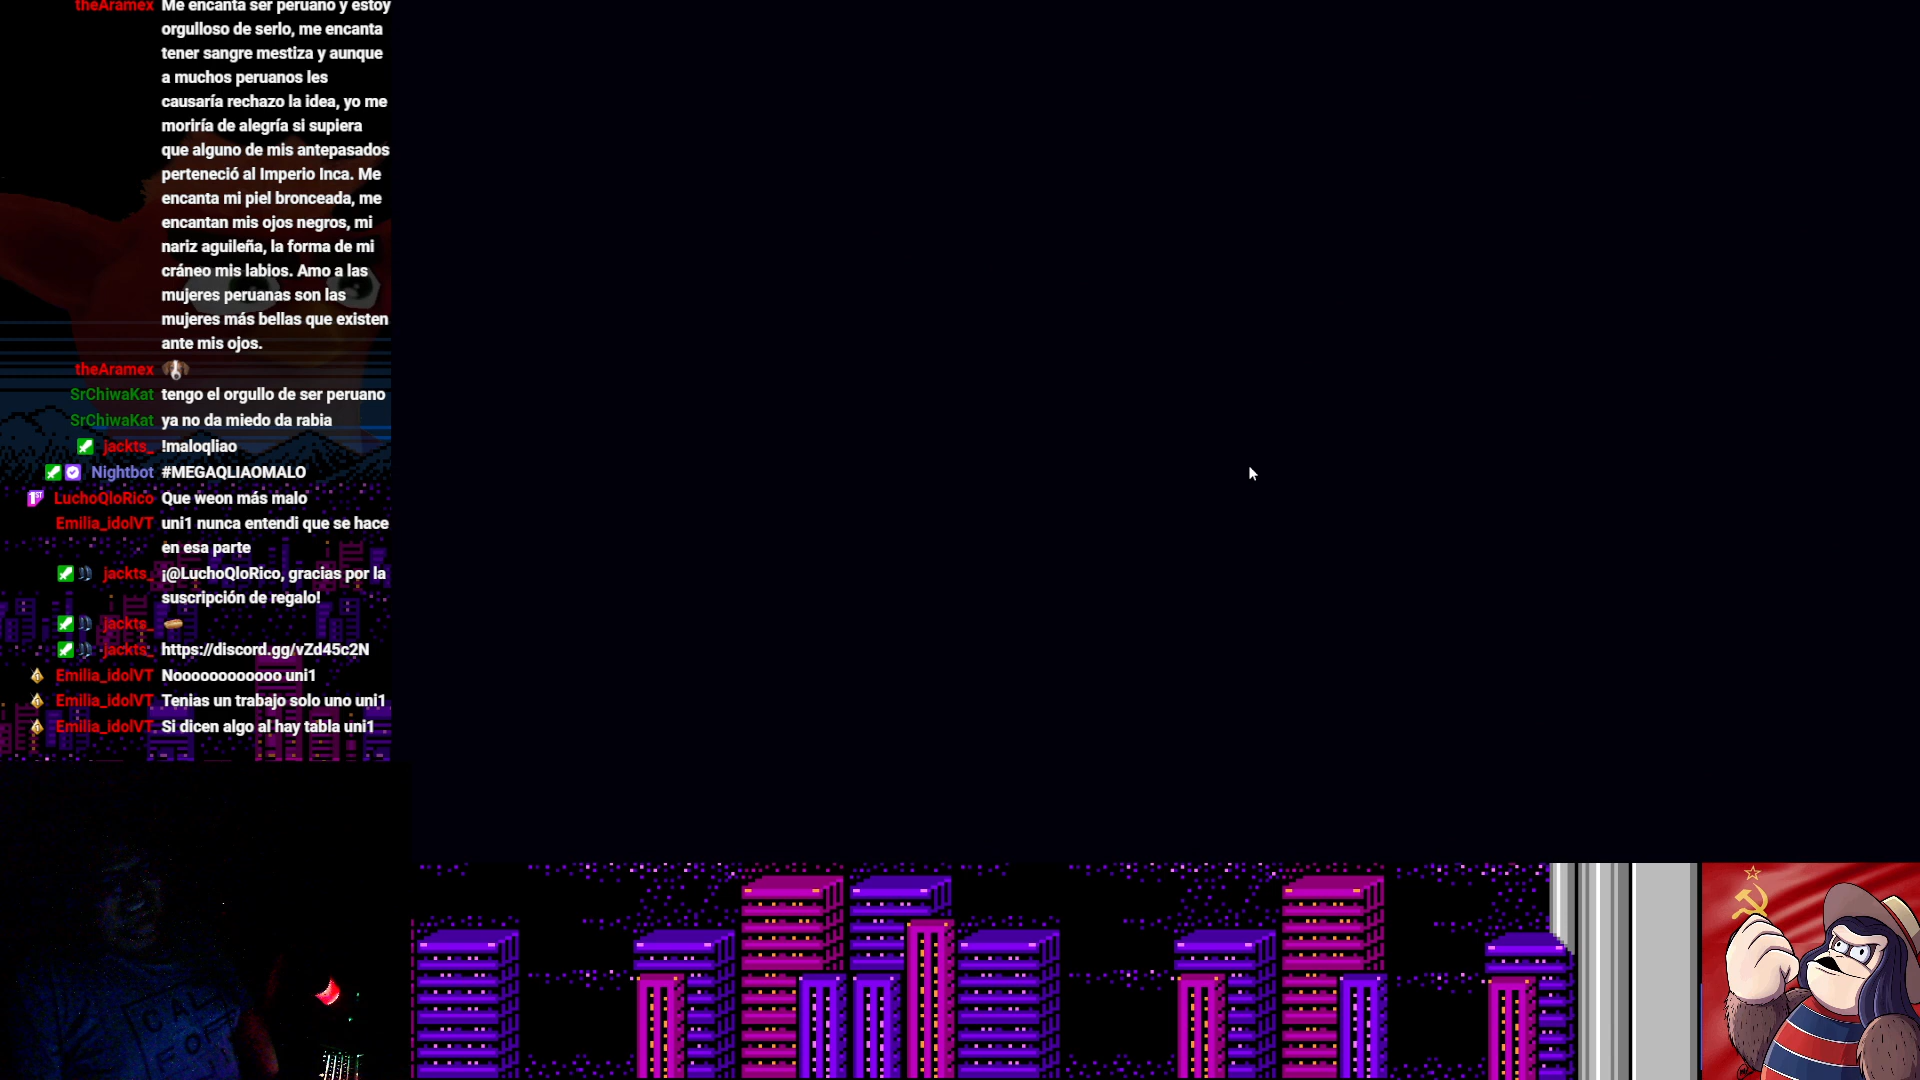 theAramex Me encanta ser peruano y estoy
orgulloso de serlo, me encanta
tener sangre mestiza y aunque
a muchos peruanos les
causaría rechazo la idea, yo me
moriría de alegría si supiera
que alguno de mis antepasados
perteneció al Imperio Inca. Me
encanta mi piel bronceada, me
encantan mis ojos negros, mi
nariz aguileña, la forma de mi
cráneo mis labios. Amo a las
mujeres peruanas son las
mujeres más bellas que existen
ante mis ojos.
theAramex
SrChiwaKat tengo el orgullo de ser peruano
SrChiwaKat ya no da miedo da rabia
jackts_ !maloqliao
Nightbot #MEGAQLIAOMALO
LuchoQloRico Que weon más malo
Emilia_idolVT uni1 nunca entendi que se hace
en esa parte
jackts_ ¡@LuchoQloRico, gracias por la
suscripción de regalo!
jackts_
jackts_ https://discord.gg/vZd45c2N
Emilia_idolVT Nooooooooooo uni1
Emilia_idolVT Tenias un trabajo solo uno uni1
Emilia_idolVT Si dicen algo al hay tabla uni1